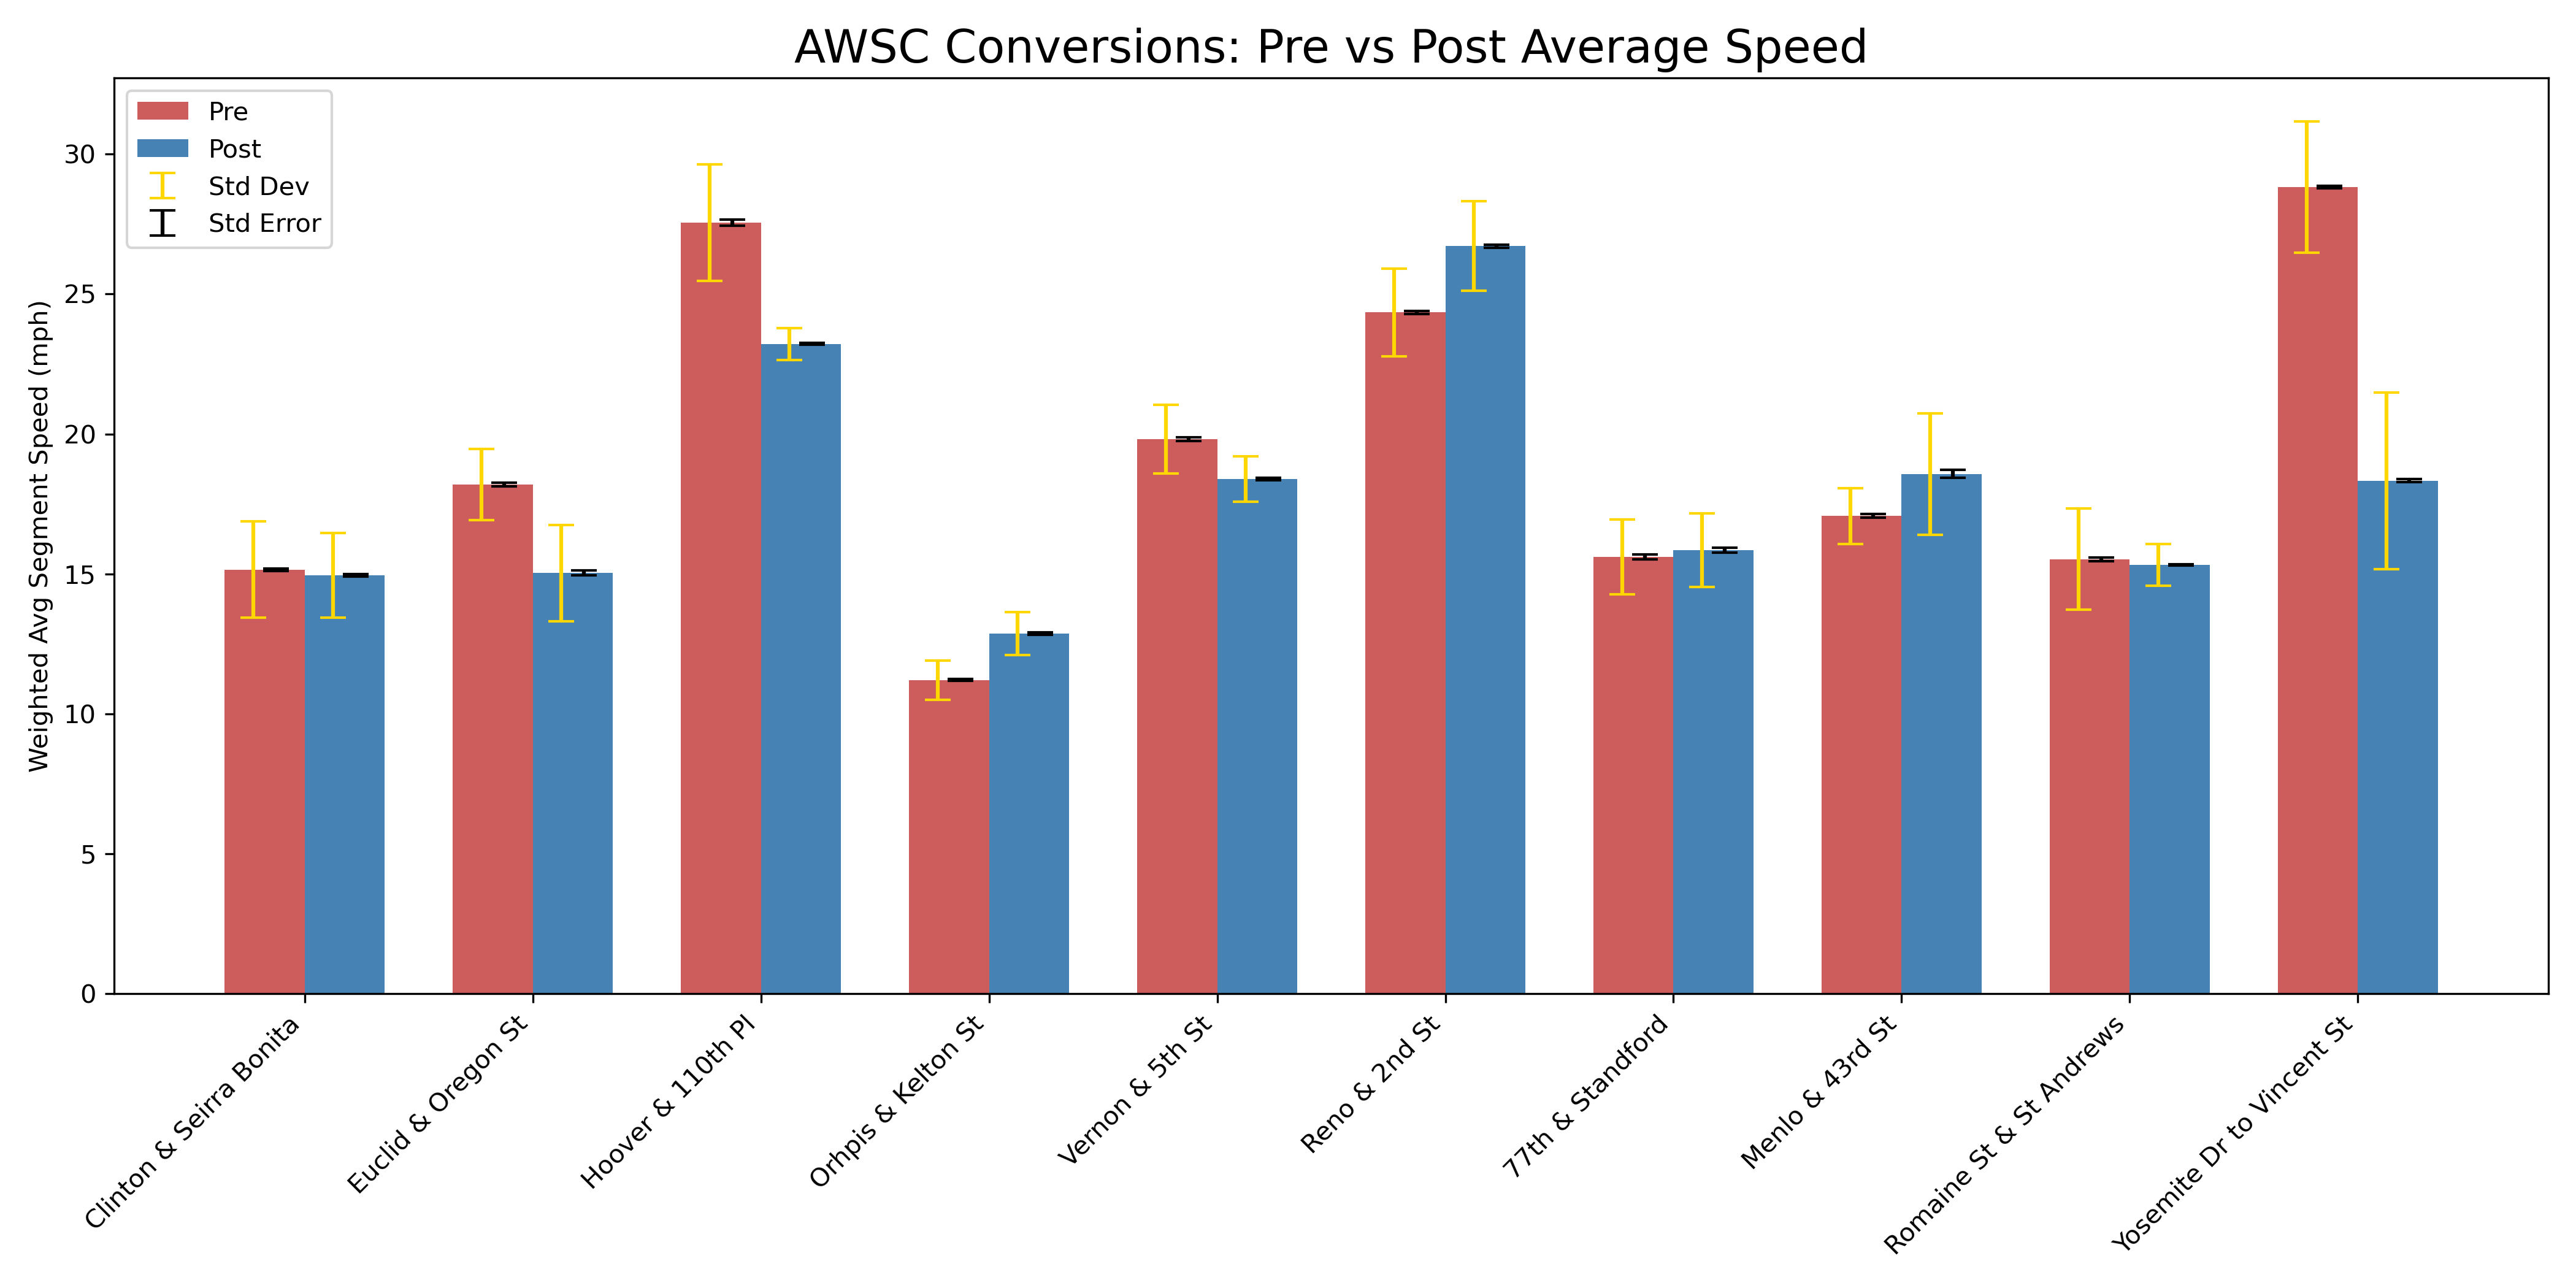 AWSC Conversions: Pre vs Post Average Speed
Pre
Post
Std Dev
Std Error
Weighted Avg Segment Speed (mph)
30
25
20
15
10
5
0
Clinton & Seirra Bonita
Euclid & Oregon St
Hoover & 110th Pl
Orhpis & Kelton St
Vernon & 5th St
Reno & 2nd St
77th & Standford
Menlo & 43rd St
Romaine St & St Andrews
Yosemite Dr to Vincent St